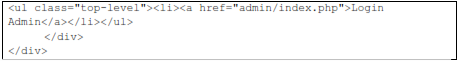 <ul class="top-level"><li><a href="admin/index.php">Login
Admin</a></li></ul>
</div>
</div>